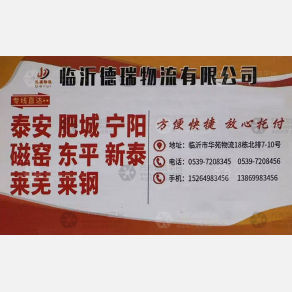 临沂德瑞物流有限公司
专线直达
泰安 肥城 宁阳
磁窑 东平 新泰
莱芜 莱钢
方便快捷 放心托付
地址：临沂市华苑物流18栋北排7-10号
电话：0539-7208345 0539-7208456
手机：15264983456 13869983456